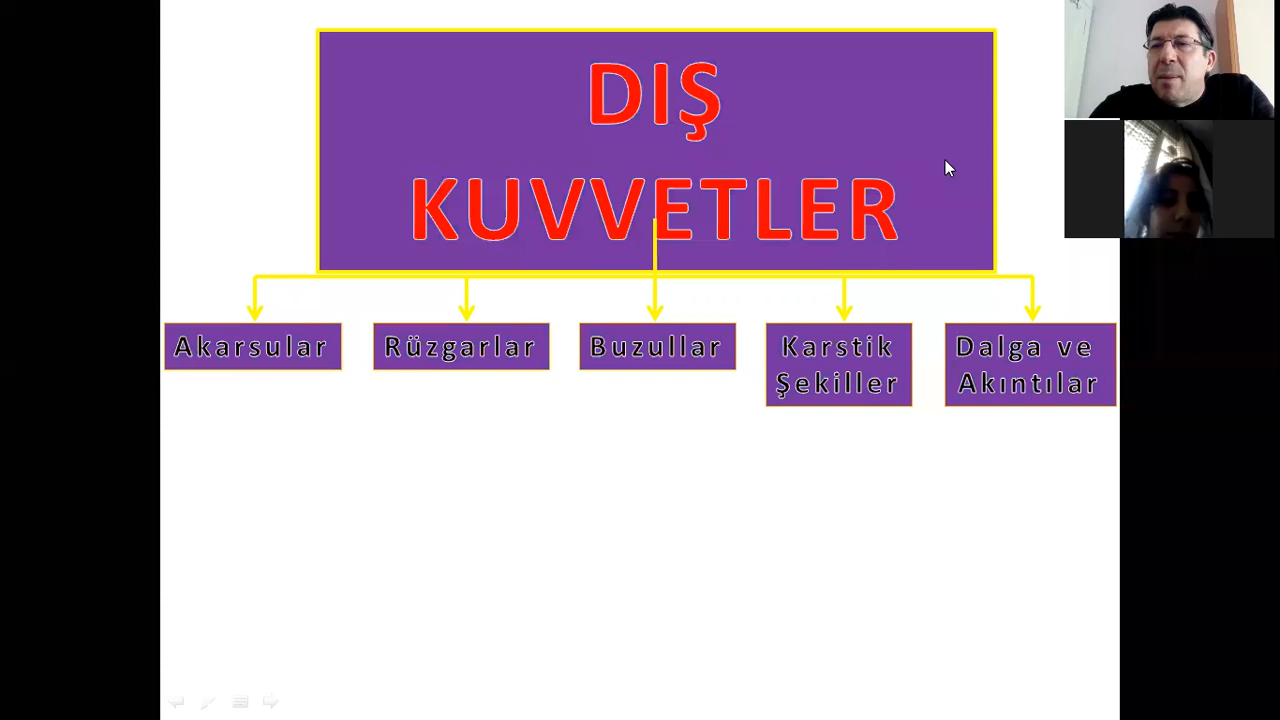 DIŞ
KUVVETLER
Akarsular
Rüzgarlar
Buzullar
Karstik
Şekiller
Dalga ve
Akıntılar